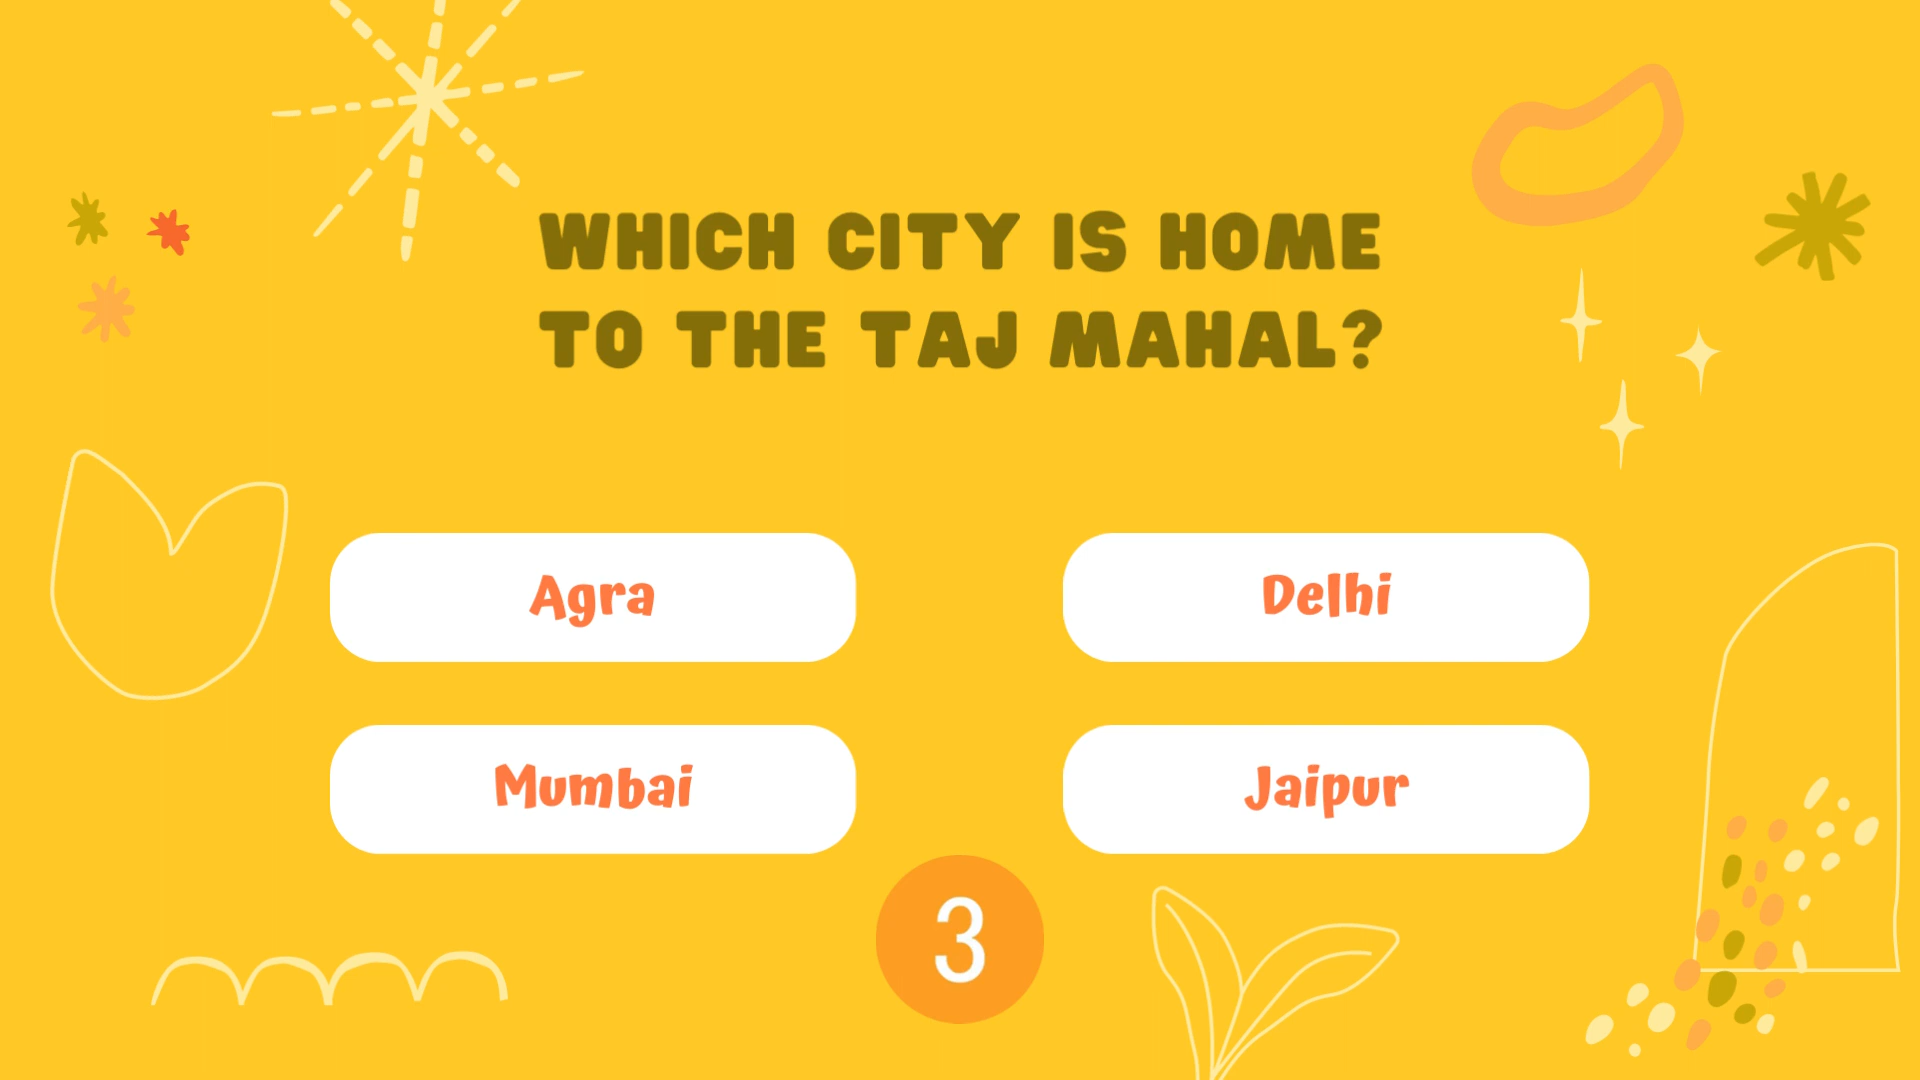 WHICH CITY IS HOME
TO THE TAJ MAHAL?
Agra
Delhi
Mumbai
Jaipur
3